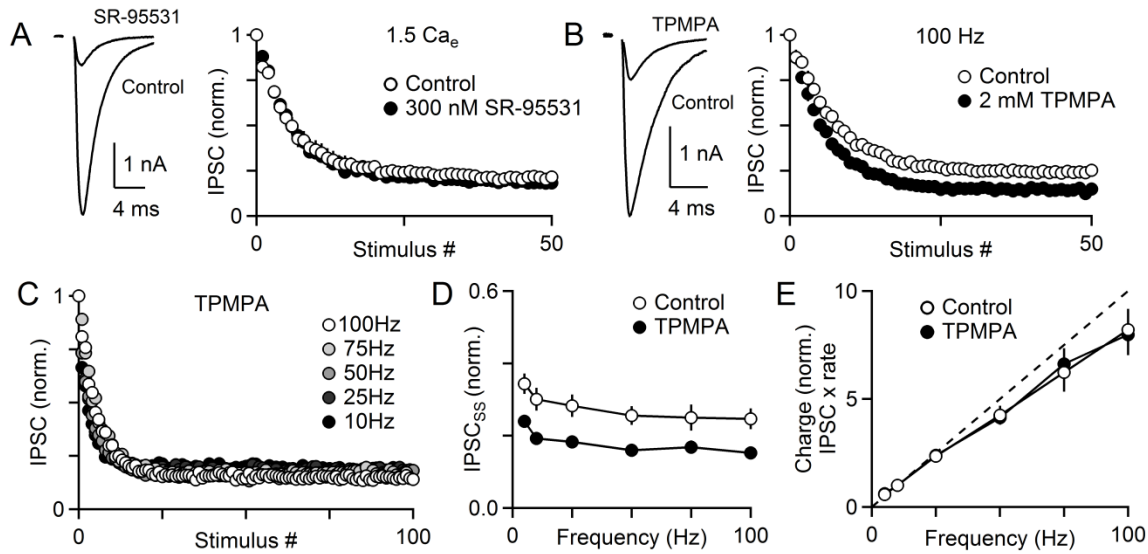 A
SR-95531
Control
1 nA
4 ms
1
IPSC (norm.)
0
1.5 Cae
Control
300 nM SR-95531
0
Stimulus #
50
B
TPMPA
Control
1 nA
4 ms
1
IPSC (norm.)
0
100 Hz
Control
2 mM TPMPA
0
Stimulus #
50
C
1
IPSC (norm.)
0
TPMPA
100Hz
75Hz
50Hz
25Hz
10Hz
0
Stimulus #
100
D
0.6
IPSCSS (norm.)
0.0
Control
TPMPA
0
Frequency (Hz)
100
E
10
5
0
Charge (norm.)
IPSC x rate
Control
TPMPA
0
Frequency (Hz)
100